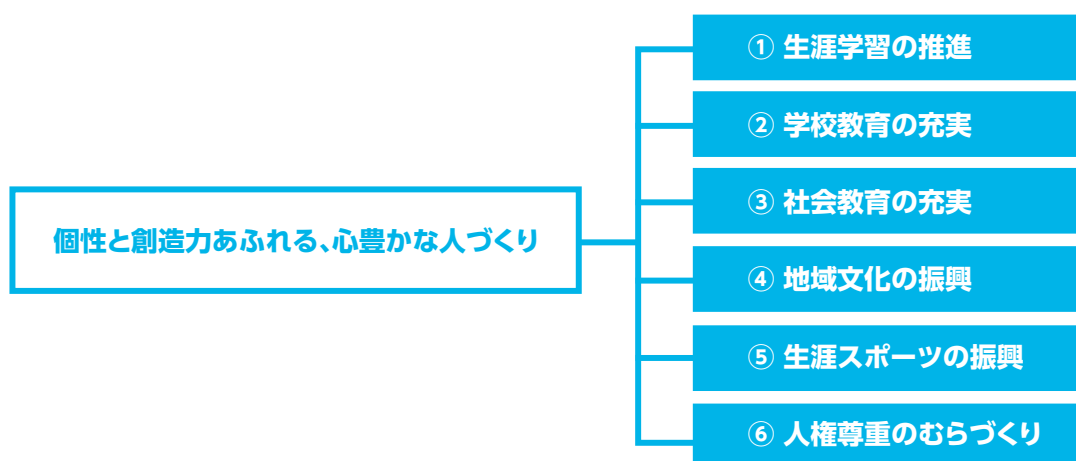 個性と創造力あふれる、心豊かな人づくり
① 生涯学習の推進
② 学校教育の充実
③ 社会教育の充実
④ 地域文化の振興
⑤ 生涯スポーツの振興
⑥ 人権尊重のむらづくり